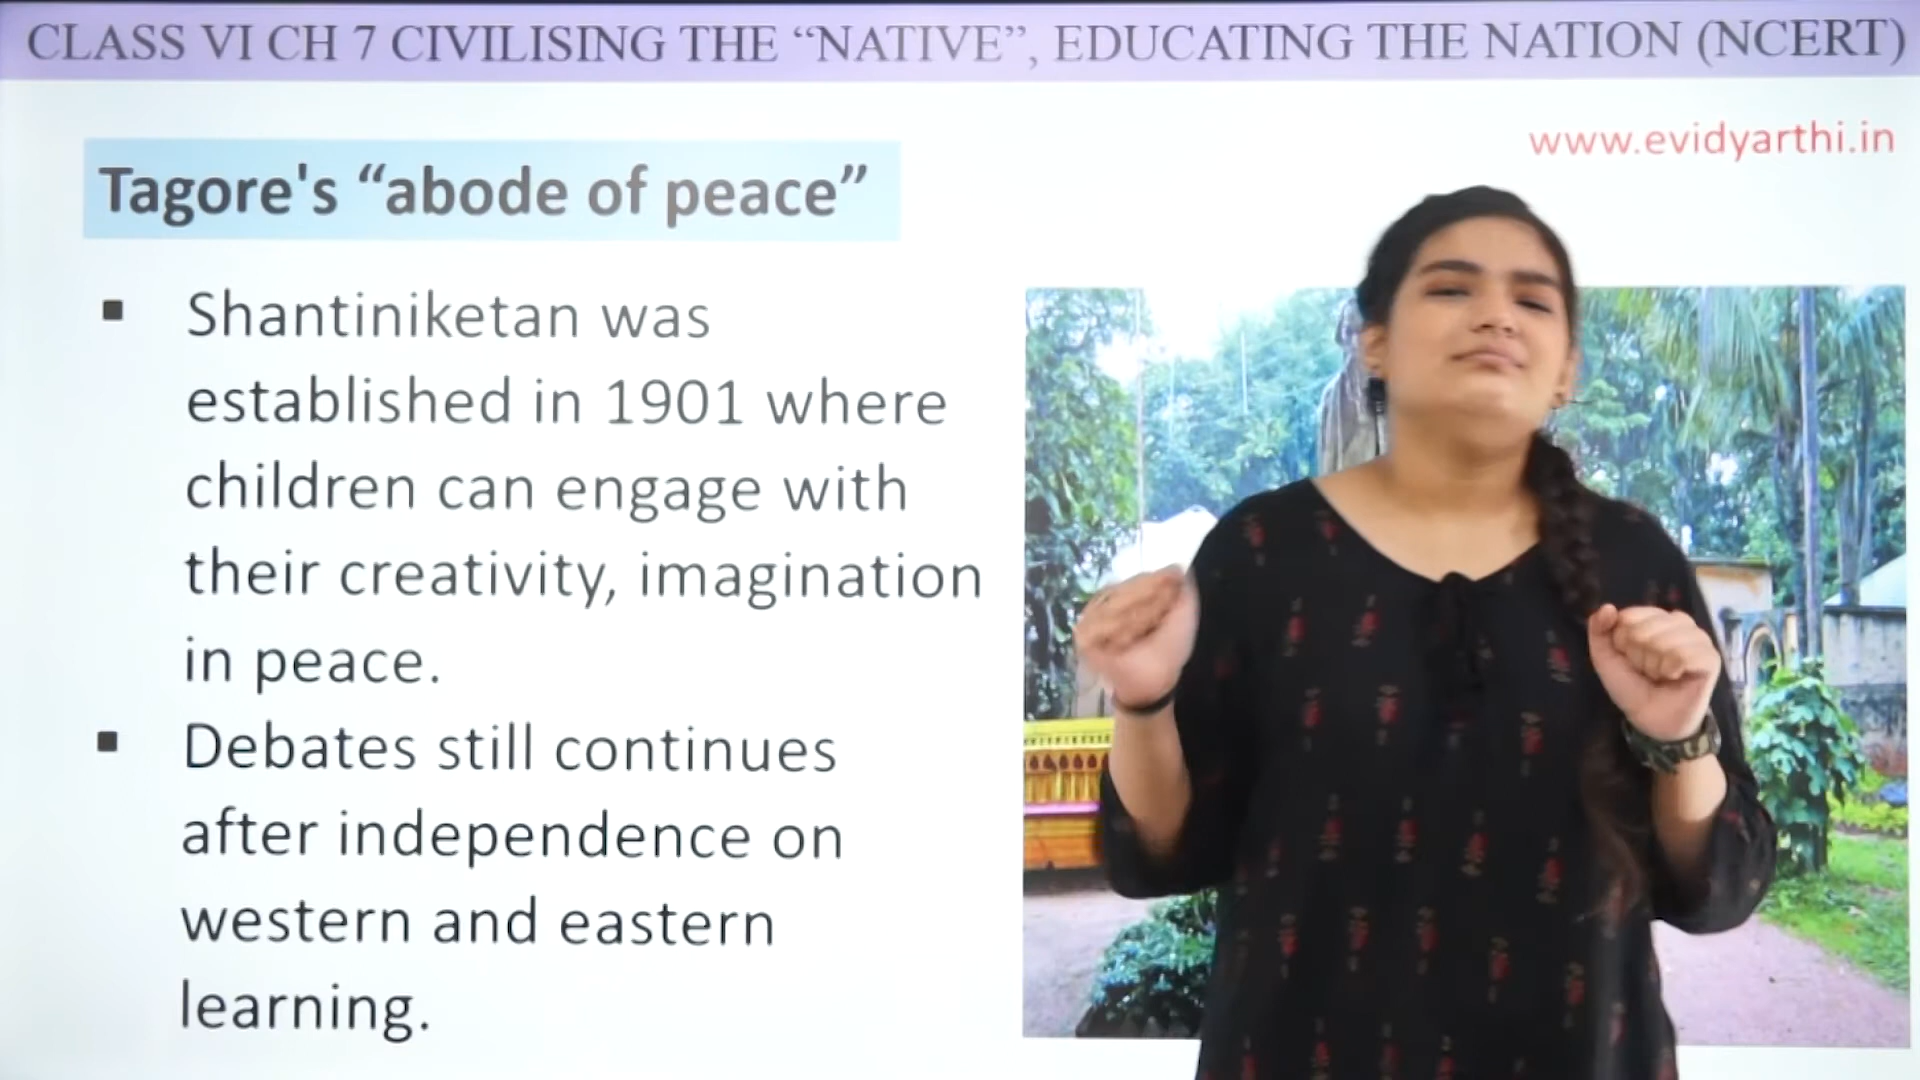 CLASS VI CH 7 CIVILISING THE “NATIVE”, EDUCATING THE NATION (NCERT)
www.evidyarthi.in
Tagore's “abode of peace”
▪ Shantiniketan was
established in 1901 where
children can engage with
their creativity, imagination
in peace.
▪ Debates still continues
after independence on
western and eastern
learning.